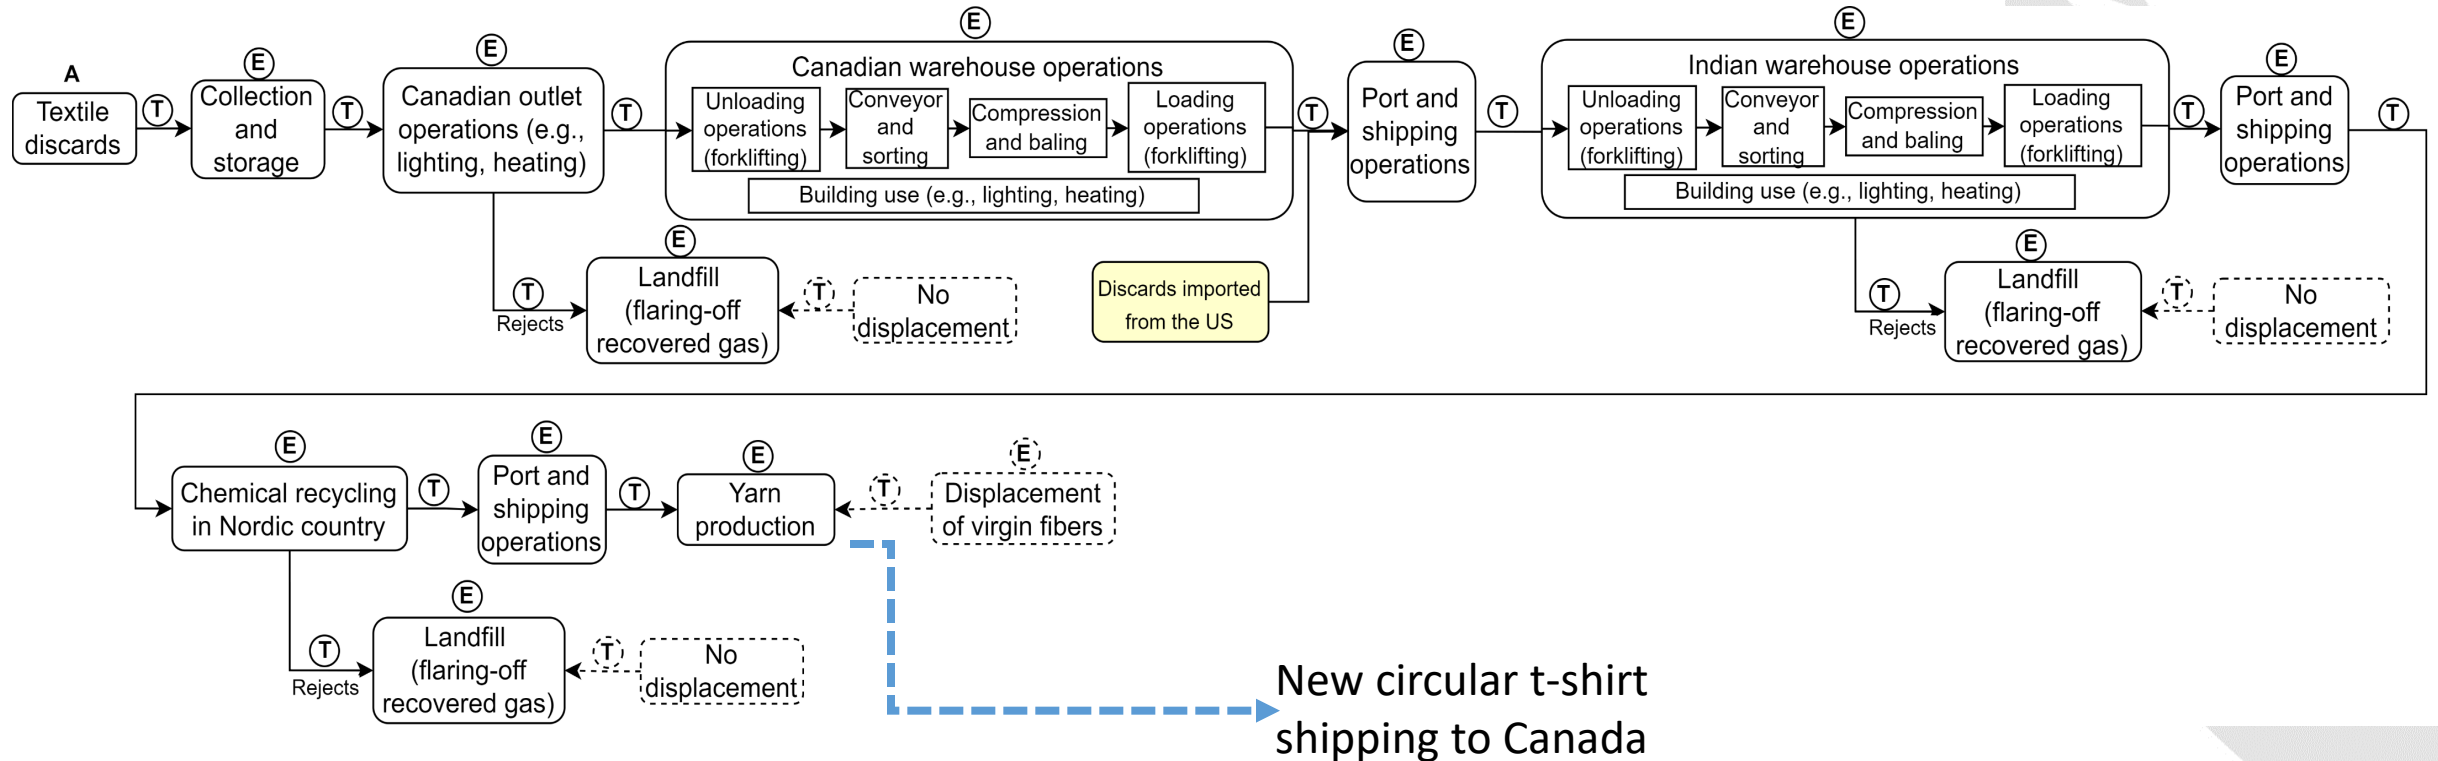 A
Textile
discards
T
E
Collection
and
storage
T
E
Canadian outlet
operations (e.g.,
lighting, heating)
T
E
Canadian warehouse operations
Unloading
operations
(forklifting)
Conveyor
and
sorting
Compression
and baling
Loading
operations
(forklifting)
Building use (e.g., lighting, heating)
T
E
Port and
shipping
operations
T
E
Indian warehouse operations
Unloading
operations
(forklifting)
Conveyor
and
sorting
Compression
and baling
Loading
operations
(forklifting)
Building use (e.g., lighting, heating)
T
E
Port and
shipping
operations
T
T
Rejects
E
Landfill
(flaring-off
recovered gas)
T
No
displacement
Discards imported
from the US
T
Rejects
E
Landfill
(flaring-off
recovered gas)
T
No
displacement
E
Chemical recycling
in Nordic country
T
E
Port and
shipping
operations
T
E
Yarn
production
T
E
Displacement
of virgin fibers
T
Rejects
E
Landfill
(flaring-off
recovered gas)
T
No
displacement
New circular t-shirt
shipping to Canada